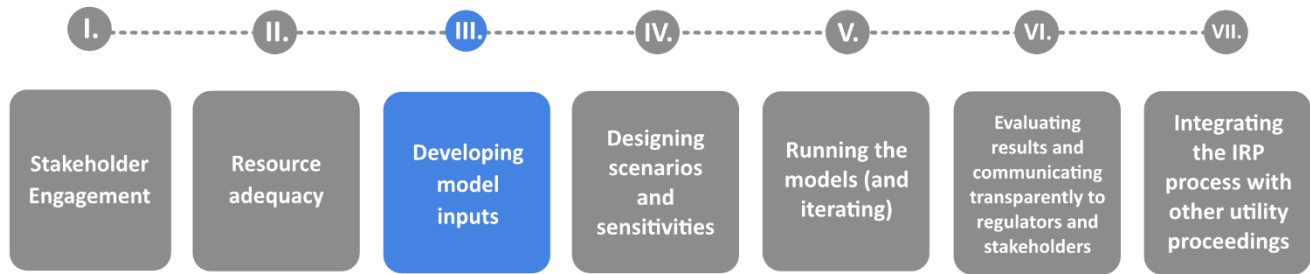 I.
II.
III.
IV.
V.
VI.
VII.
Stakeholder
Engagement
Resource
adequacy
Developing
model
inputs
Designing
scenarios
and
sensitivities
Running the
models (and
iterating)
Evaluating
results and
communicating
transparently to
regulators and
stakeholders
Integrating
the IRP
process with
other utility
proceedings